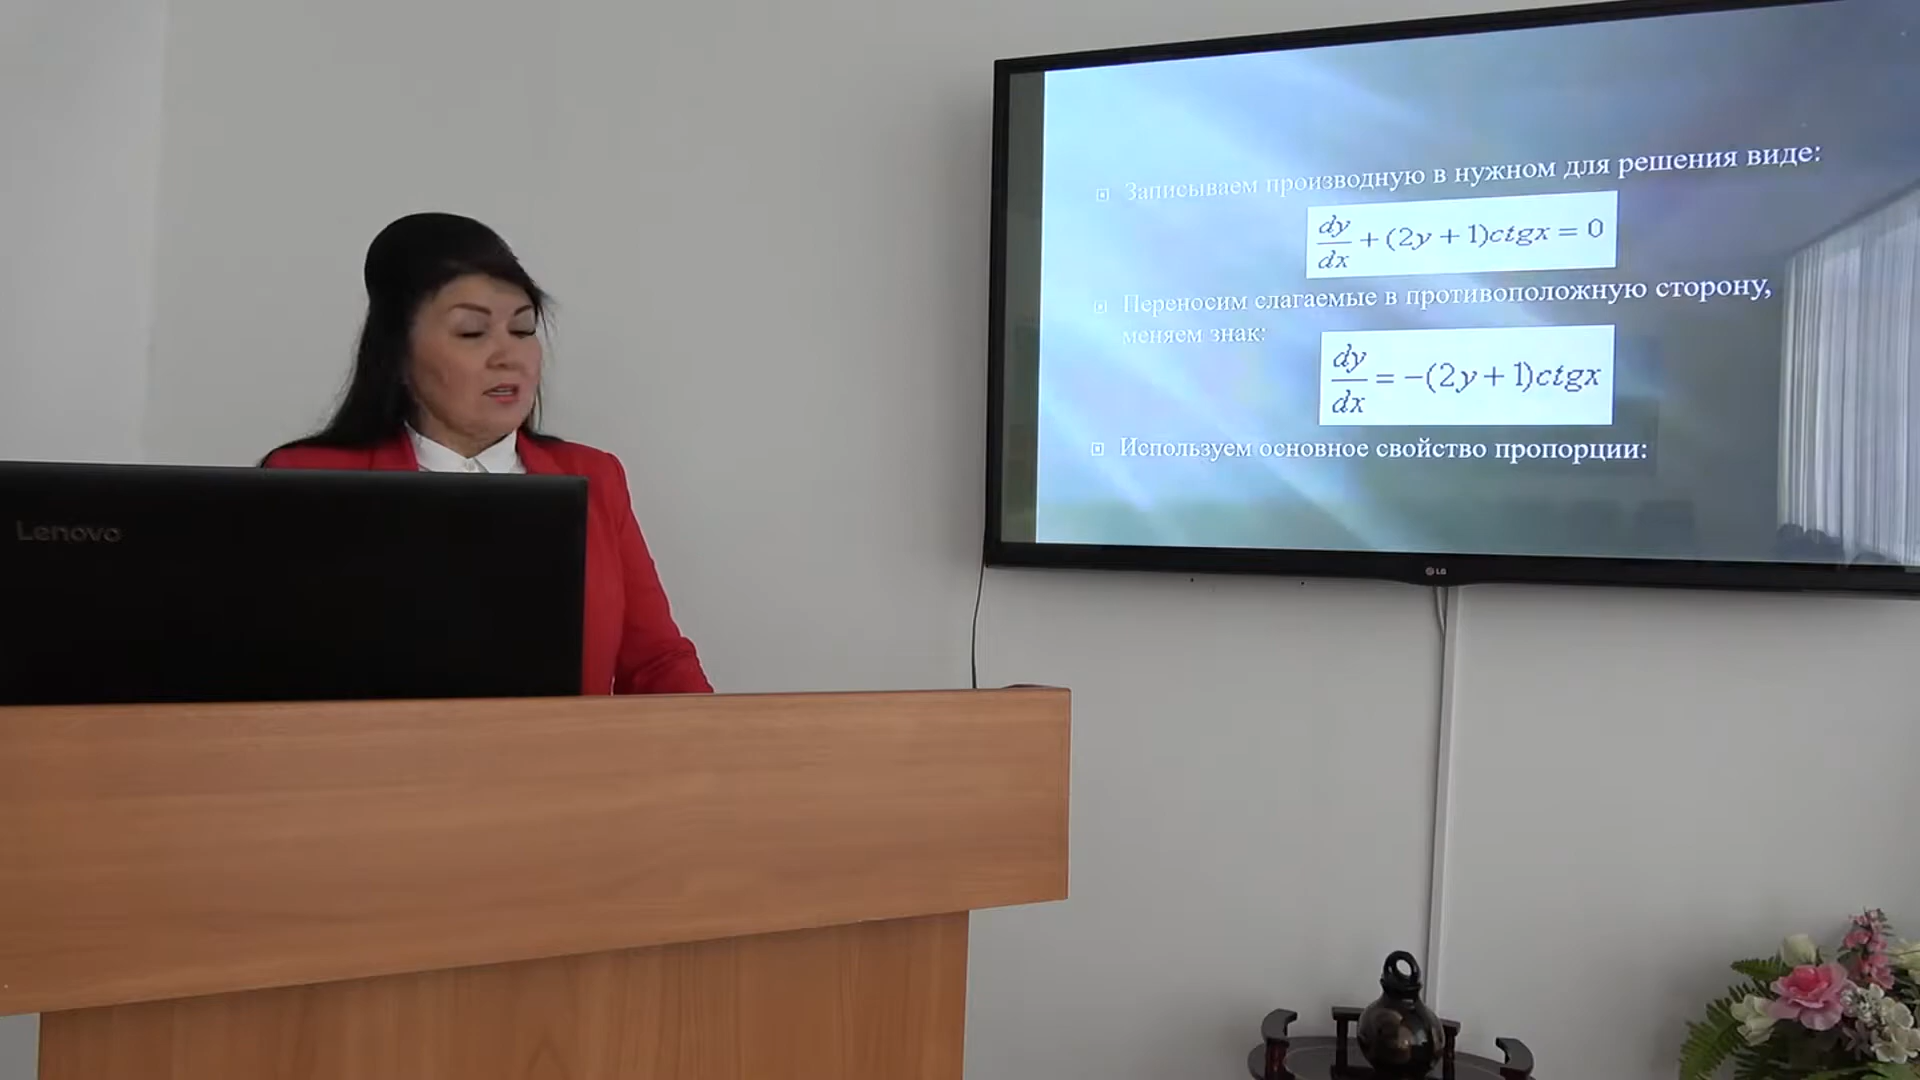 Записываем производную в нужном для решения виде:
dy/dx + (2y + 1)ctgx = 0
Переносим слагаемые в противоположную сторону,
меняем знак:
dy/dx = -(2y + 1)ctgx
Используем основное свойство пропорции:
Lenovo
LG